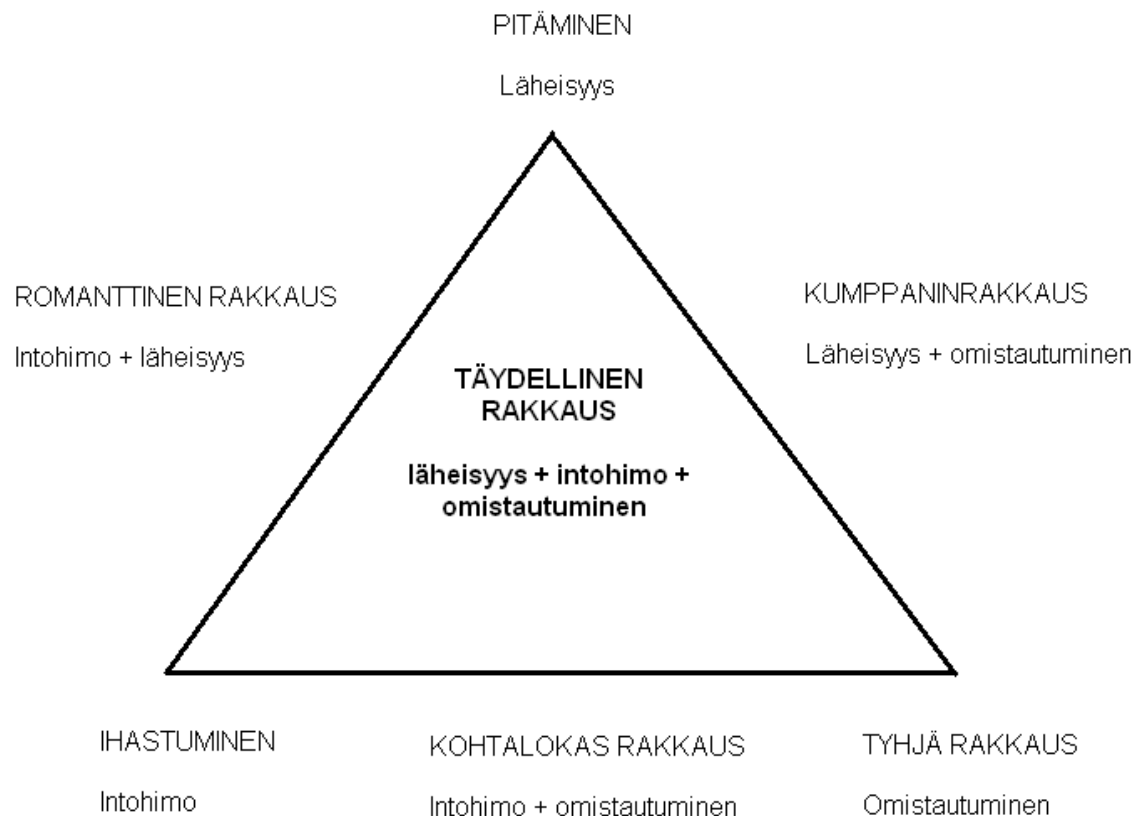 PITÄMINEN
Läheisyys
ROMANTTINEN RAKKAUS
Intohimo + läheisyys
KUMPPANINRAKKAUS
Läheisyys + omistautuminen
TÄYDELLINEN
RAKKAUS
läheisyys + intohimo +
omistautuminen
IHASTUMINEN
Intohimo
KOHTALOKAS RAKKAUS
Intohimo + omistautuminen
TYHJÄ RAKKAUS
Omistautuminen